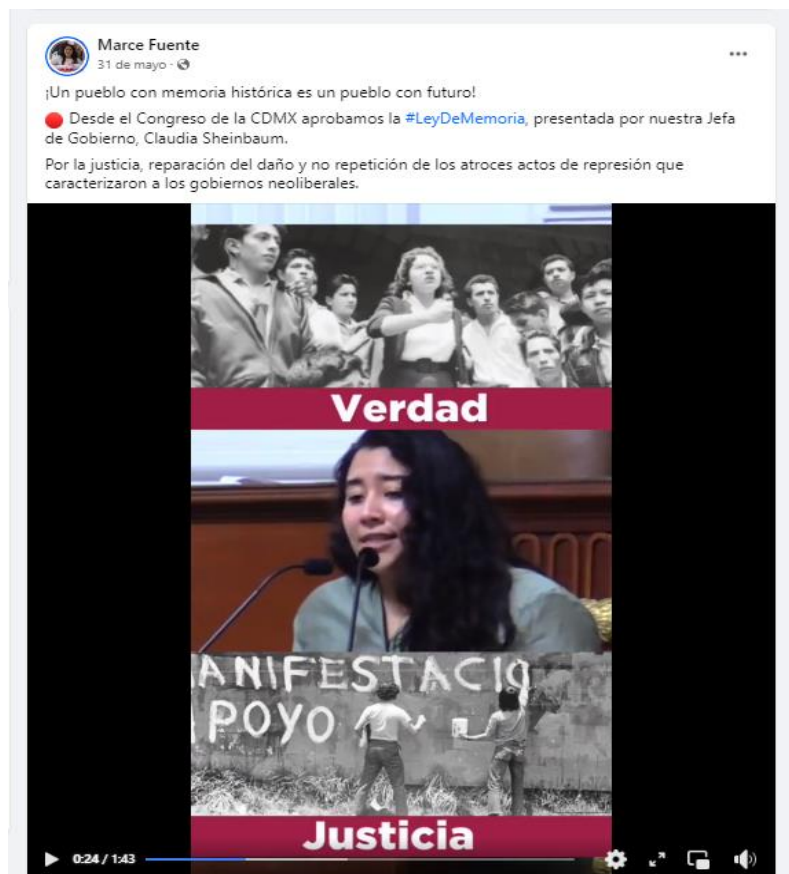 Marce Fuente
31 de mayo ·
¡Un pueblo con memoria histórica es un pueblo con futuro!
Desde el Congreso de la CDMX aprobamos la #LeyDeMemoria, presentada por nuestra Jefa
de Gobierno, Claudia Sheinbaum.
Por la justicia, reparación del daño y no repetición de los atroces actos de represión que
caracterizaron a los gobiernos neoliberales.
Verdad
ANIFESTACIO
POYO
Justicia
0:24 / 1:43